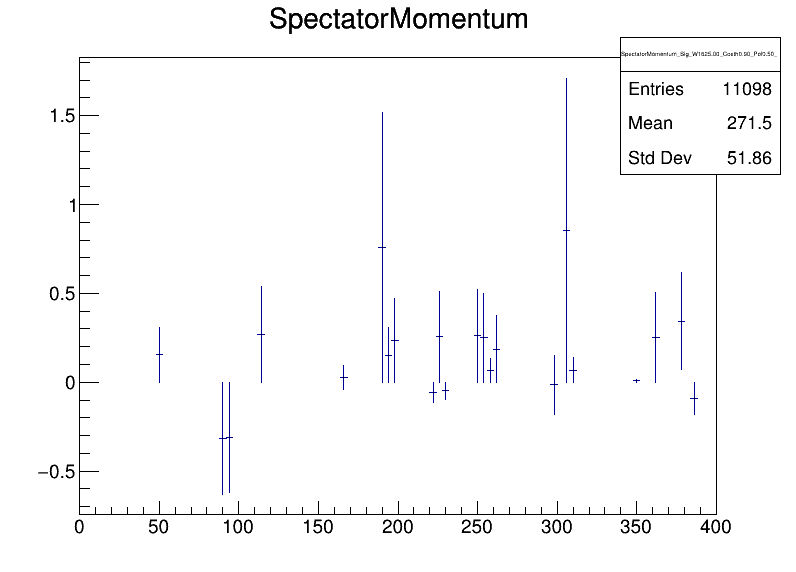 SpectatorMomentum
SpectatorMomentum_Sig_W1625.00_Costh0.90_Pol0.50_
Entries 11098
Mean 271.5
Std Dev 51.86
1.5
1
0.5
0
−0.5
0 50 100 150 200 250 300 350 400